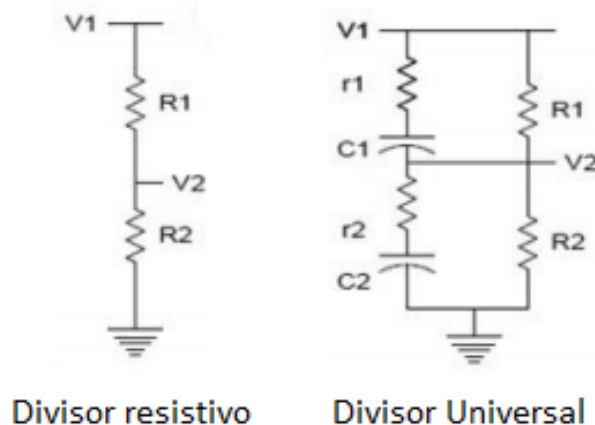 V1
R1
V2
R2
Divisor resistivo
V1
r1
R1
C1
V2
r2
R2
C2
Divisor Universal